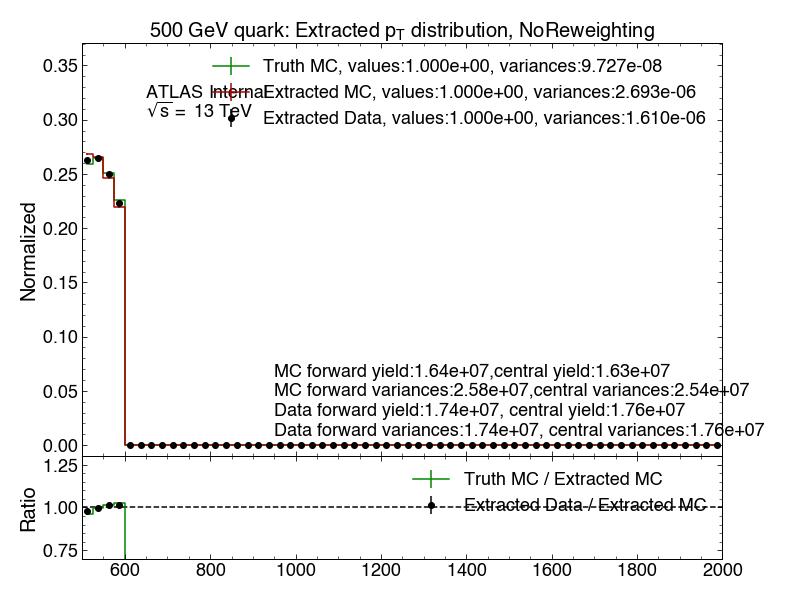 500 GeV quark: Extracted pT distribution, NoReweighting
0.35
0.30
0.25
0.20
0.15
0.10
0.05
0.00
Normalized
Truth MC, values:1.000e+00, variances:9.727e-08
ATLAS Internal
Extracted MC, values:1.000e+00, variances:2.693e-06
√s = 13 TeV
Extracted Data, values:1.000e+00, variances:1.610e-06
MC forward yield:1.64e+07,central yield:1.63e+07
MC forward variances:2.58e+07,central variances:2.54e+07
Data forward yield:1.74e+07, central yield:1.76e+07
Data forward variances:1.74e+07, central variances:1.76e+07
1.25
1.00
0.75
Ratio
Truth MC / Extracted MC
Extracted Data / Extracted MC
600 800 1000 1200 1400 1600 1800 2000